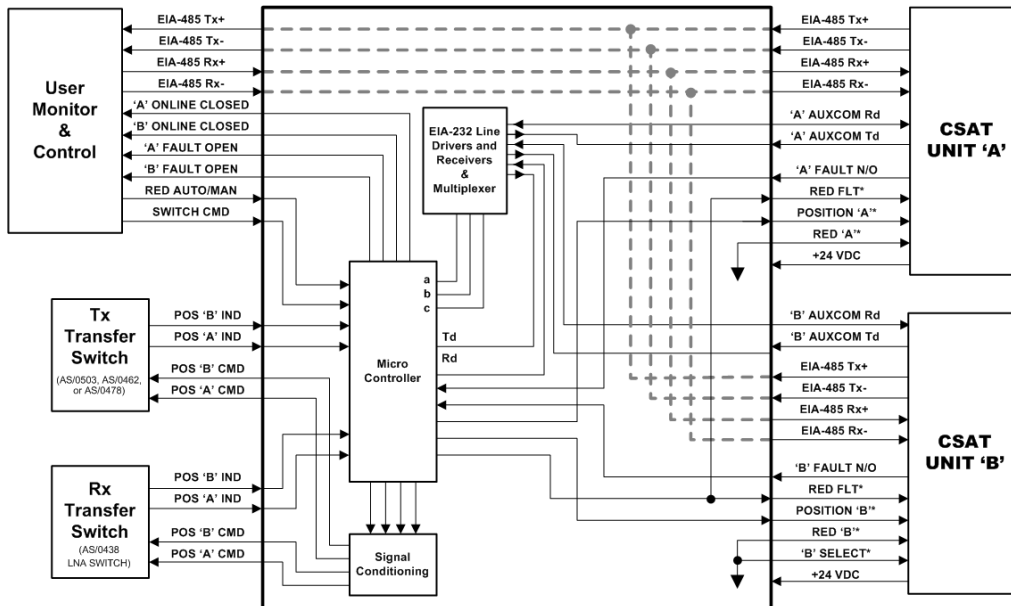 User
Monitor
&
Control
EIA-485 Tx+
EIA-485 Tx-
EIA-485 Rx+
EIA-485 Rx-
'A' ONLINE CLOSED
'B' ONLINE CLOSED
'A' FAULT OPEN
'B' FAULT OPEN
RED AUTO/MAN
SWITCH CMD
Tx
Transfer
Switch
(AS/0503, AS/0462,
or AS/0478)
POS 'B' IND
POS 'A' IND
POS 'B' CMD
POS 'A' CMD
Rx
Transfer
Switch
(AS/0438
LNA SWITCH)
POS 'B' IND
POS 'A' IND
POS 'B' CMD
POS 'A' CMD
EIA-232 Line
Drivers and
Receivers
&
Multiplexer
a
b
c
Td
Rd
Micro
Controller
Signal
Conditioning
EIA-485 Tx+
EIA-485 Tx-
EIA-485 Rx+
EIA-485 Rx-
'A' AUXCOM Rd
'A' AUXCOM Td
'A' FAULT N/O
RED FLT*
POSITION 'A'*
RED 'A'*
+24 VDC
CSAT
UNIT 'A'
'B' AUXCOM Rd
'B' AUXCOM Td
EIA-485 Tx+
EIA-485 Tx-
EIA-485 Rx+
EIA-485 Rx-
'B' FAULT N/O
RED FLT*
POSITION 'B'*
RED 'B'*
'B' SELECT*
+24 VDC
CSAT
UNIT 'B'